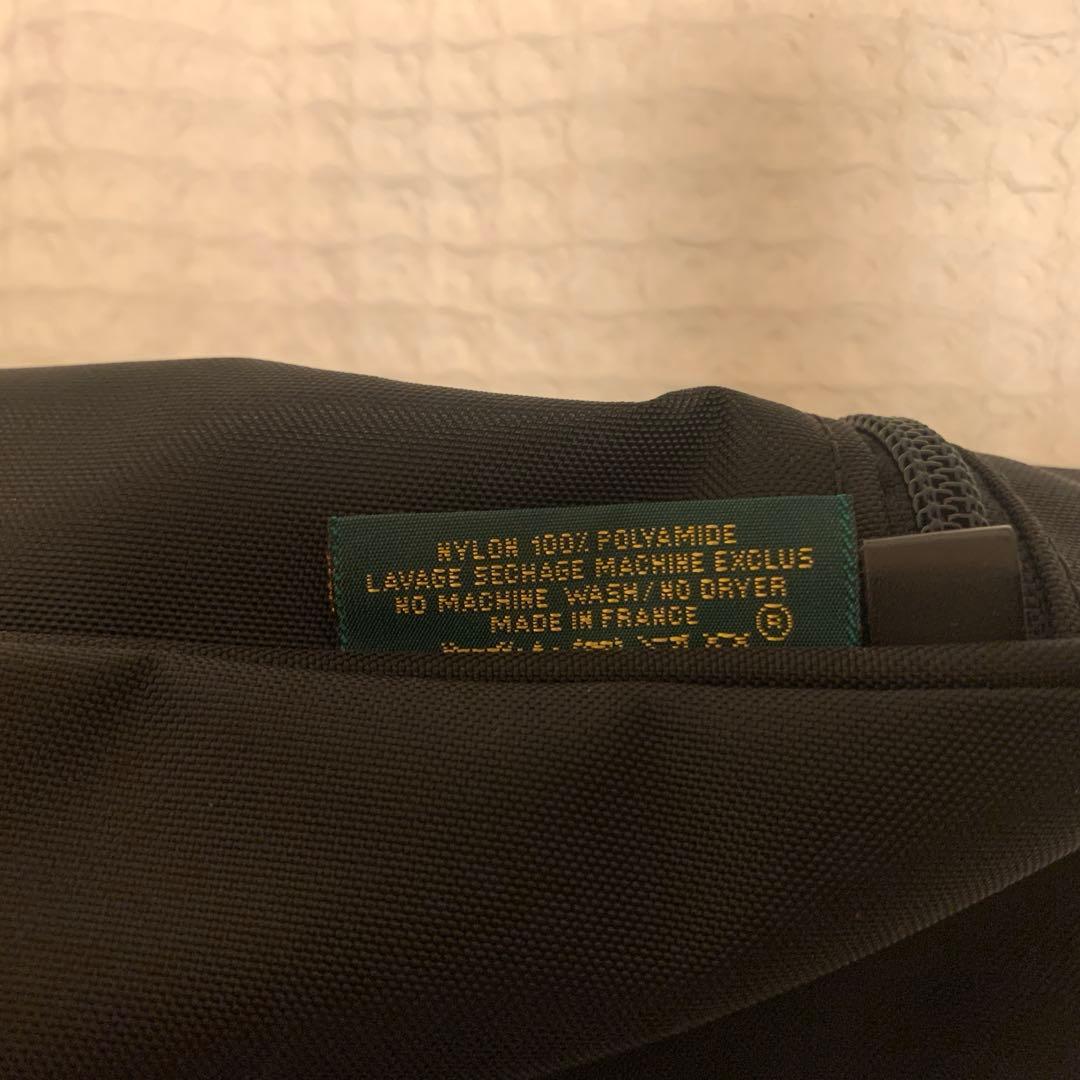 NYLON 100% POLYAMIDE
LAVAGE SECHAGE MACHINE EXCLUS
NO MACHINE WASH/NO DRYER
MADE IN FRANCE
®